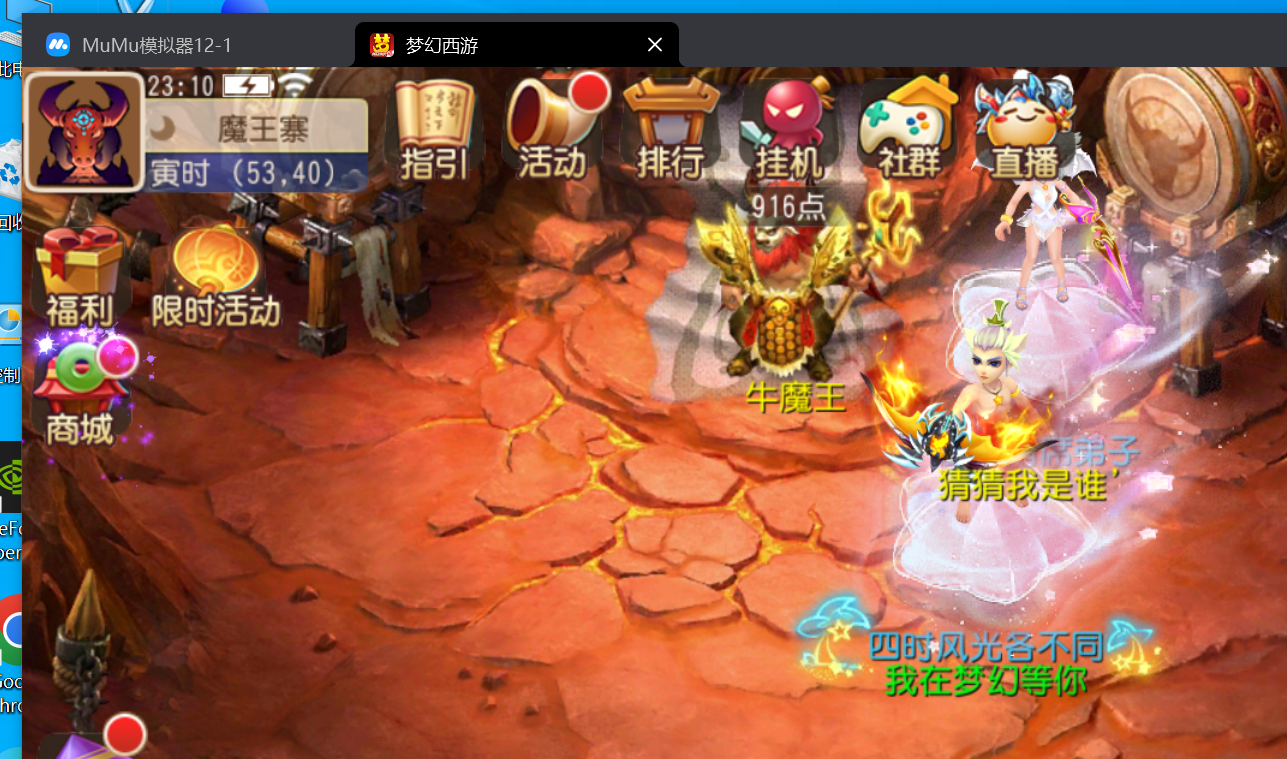 MuMu模拟器12-1
梦幻西游
23:10
魔王寨
寅时 (53,40)
指引
活动
排行
挂机
社群
直播
916点
福利
限时活动
商城
牛魔王
席弟子
猜猜我是谁’
四时风光各不同
我在梦幻等你